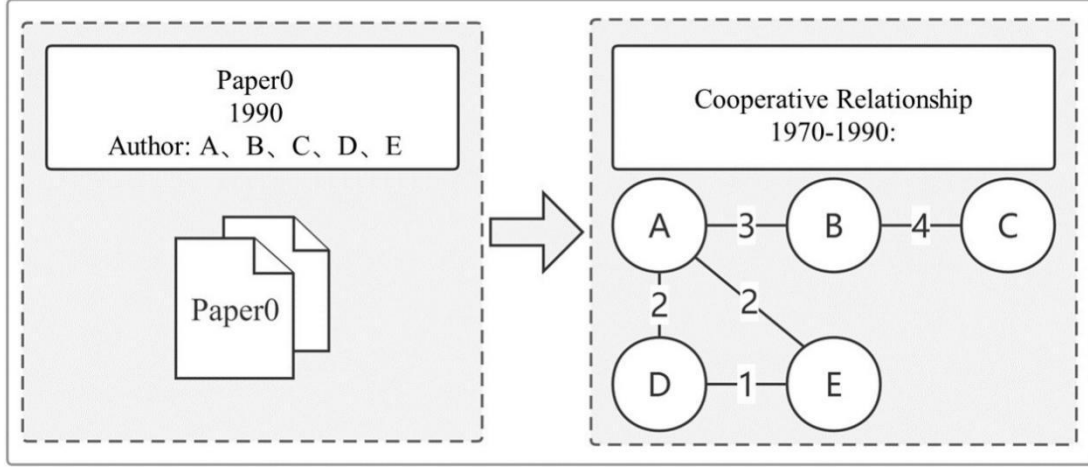 Paper0
1990
Author: A、B、C、D、E
Paper0
Cooperative Relationship
1970-1990:
A
3
B
4
C
2
2
D
1
E